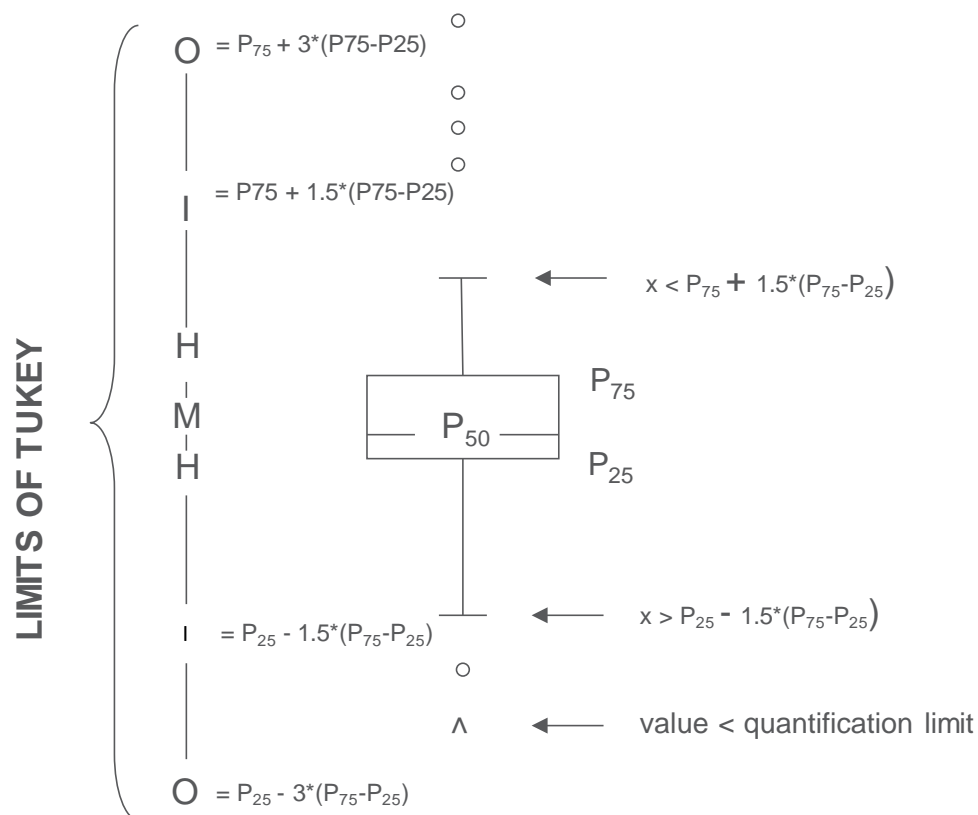 LIMITS OF TUKEY
O = P₇₅ + 3*(P75-P25)
I = P75 + 1.5*(P75-P25)
H
M
H
I = P₂₅ - 1.5*(P₇₅-P₂₅)
O = P₂₅ - 3*(P₇₅-P₂₅)
x < P₇₅ + 1.5*(P₇₅-P₂₅)
P₇₅
P₅₀
P₂₅
x > P₂₅ - 1.5*(P₇₅-P₂₅)
^ value < quantification limit